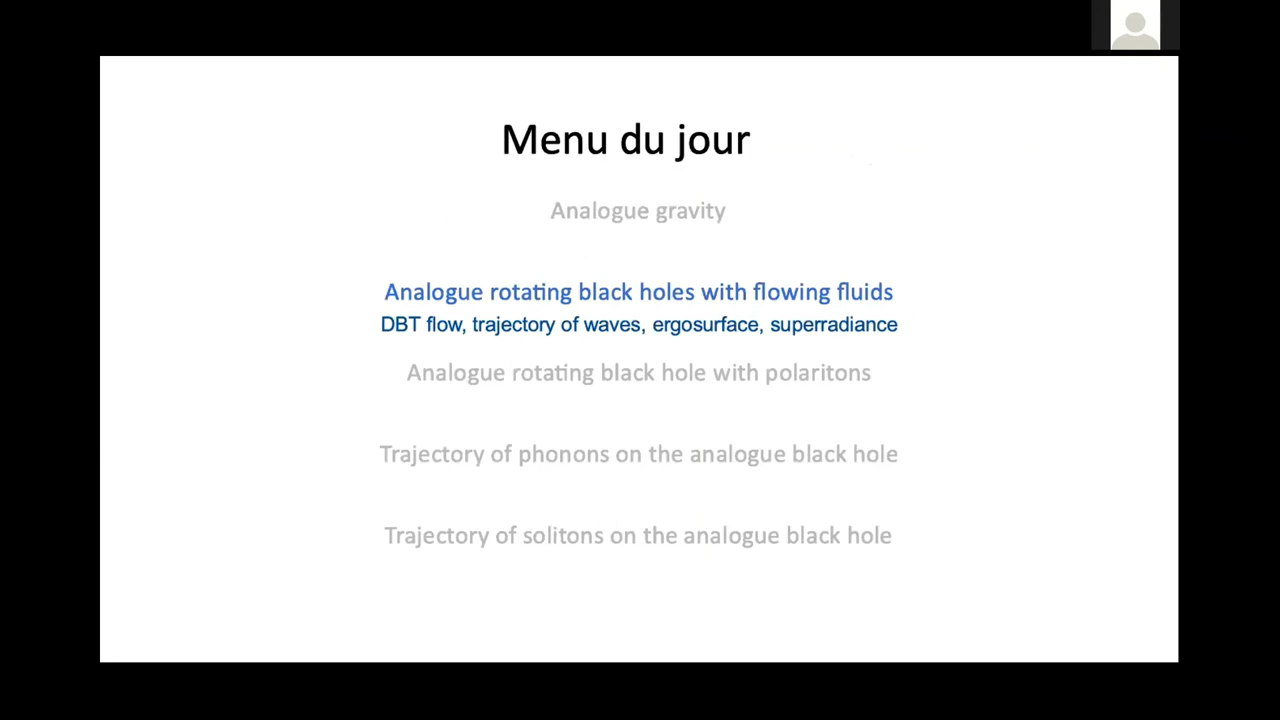 Menu du jour
Analogue gravity
Analogue rotating black holes with flowing fluids
DBT flow, trajectory of waves, ergosurface, superradiance
Analogue rotating black hole with polaritons
Trajectory of phonons on the analogue black hole
Trajectory of solitons on the analogue black hole